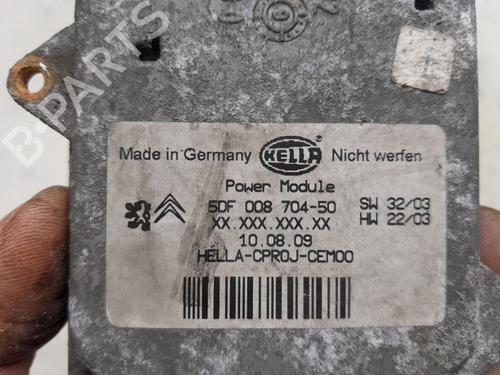 B-PARTS
Made in Germany HELLA Nicht werfen
Power Module
5DF 008 704-50 SW 32/03
XX.XXX.XXX.XX HW 22/03
10.08.09
HELLA-CPROJ-CEM00